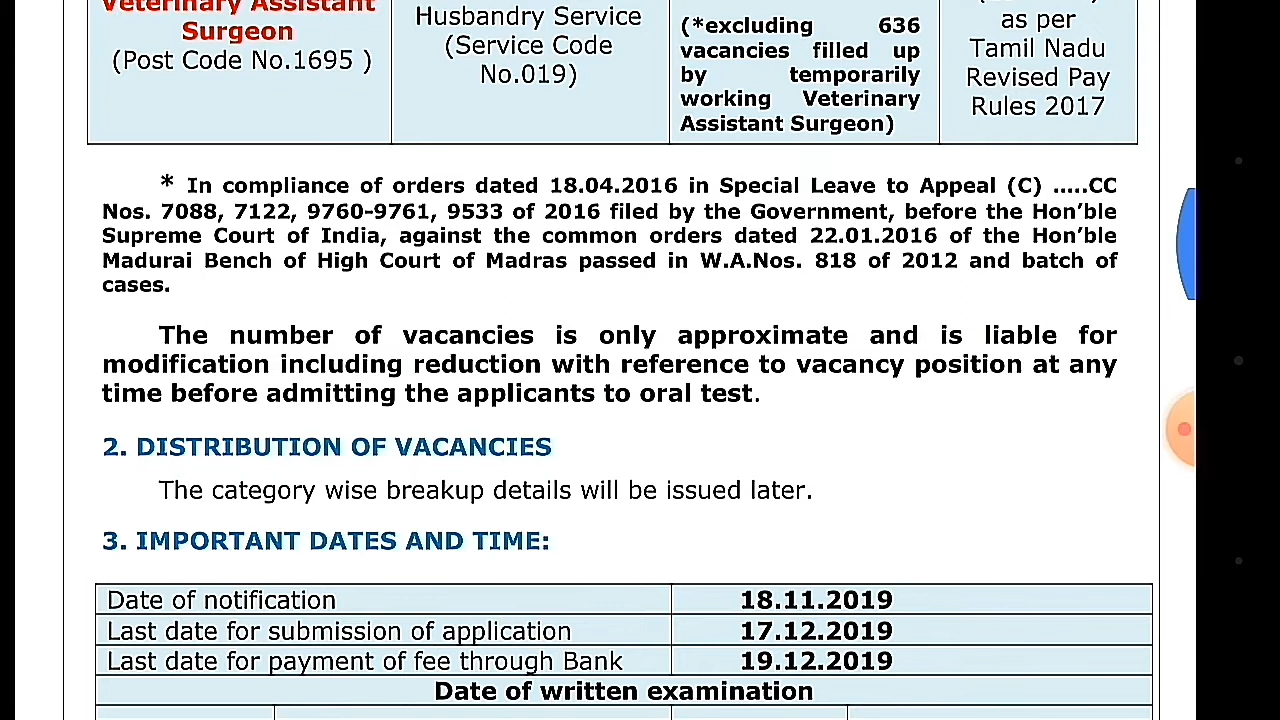 Veterinary Assistant
Surgeon
(Post Code No.1695 )
Husbandry Service
(Service Code
No.019)
(*excluding 636
vacancies filled up
by temporarily
working Veterinary
Assistant Surgeon)
as per
Tamil Nadu
Revised Pay
Rules 2017
* In compliance of orders dated 18.04.2016 in Special Leave to Appeal (C) .....CC
Nos. 7088, 7122, 9760-9761, 9533 of 2016 filed by the Government, before the Hon’ble
Supreme Court of India, against the common orders dated 22.01.2016 of the Hon’ble
Madurai Bench of High Court of Madras passed in W.A.Nos. 818 of 2012 and batch of
cases.
The number of vacancies is only approximate and is liable for
modification including reduction with reference to vacancy position at any
time before admitting the applicants to oral test.
2. DISTRIBUTION OF VACANCIES
The category wise breakup details will be issued later.
3. IMPORTANT DATES AND TIME:
Date of notification 18.11.2019
Last date for submission of application 17.12.2019
Last date for payment of fee through Bank 19.12.2019
Date of written examination